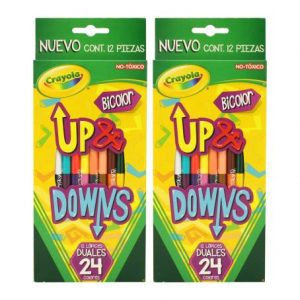 NUEVO CONT. 12 PIEZAS
NO-TÓXICO
Crayola
BICOLOR
UP &
DOWNS
12 LÁPICES
DUALES
24
colores
NUEVO CONT. 12 PIEZAS
NO-TÓXICO
Crayola
BICOLOR
UP &
DOWNS
12 LÁPICES
DUALES
24
colores